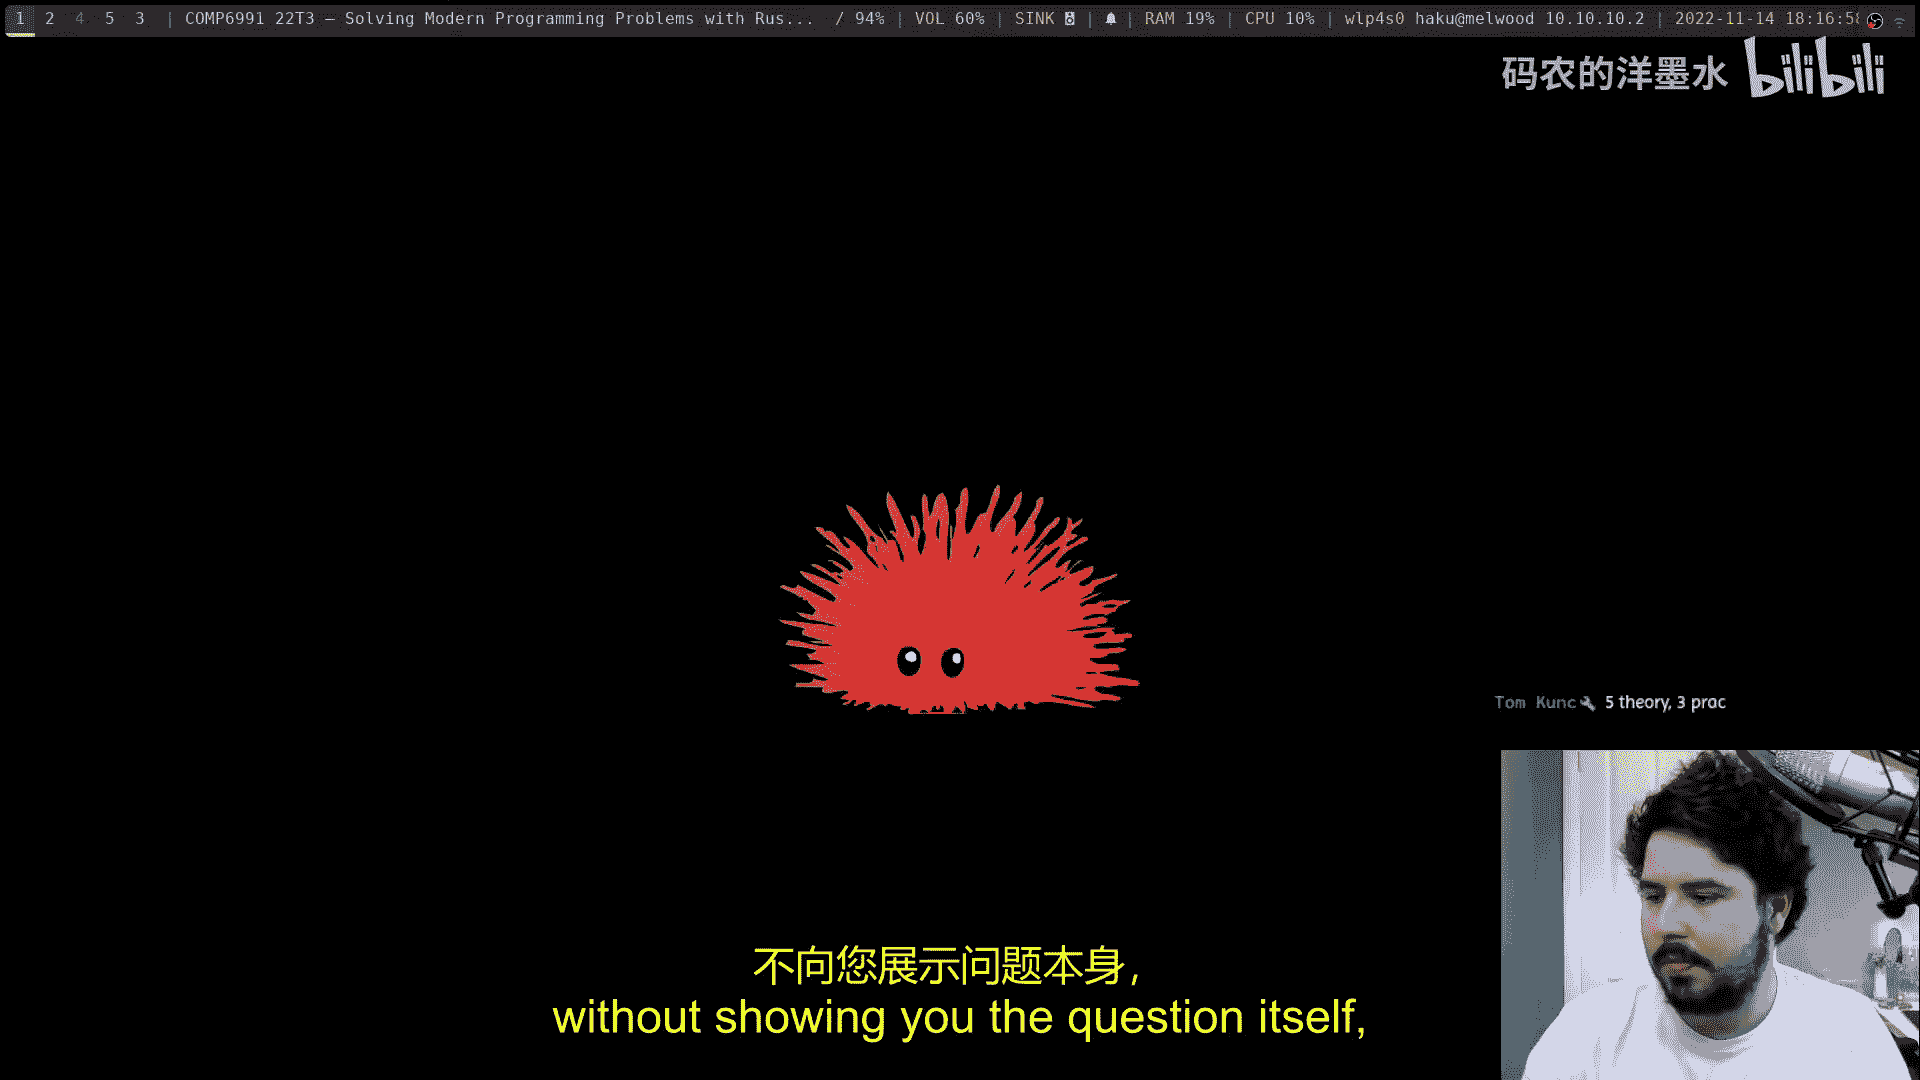 1 2 4 5 3 | COMP6991 22T3 – Solving Modern Programming Problems with Rus... / 94% | VOL 60% | SINK | | RAM 19% | CPU 10% | wlp4s0 haku@melwood 10.10.10.2 | 2022-11-14 18:16:58
码农的洋墨水 bilibili
Tom Kunc 5 theory, 3 prac
不向您展示问题本身，
without showing you the question itself,